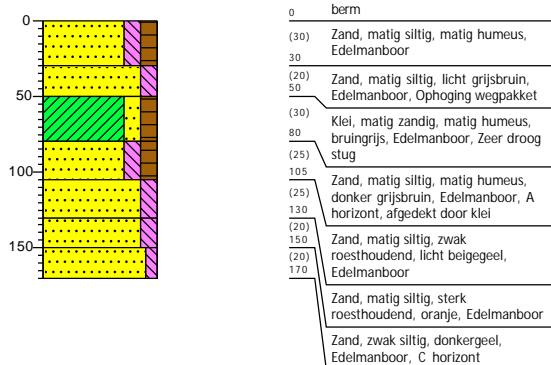 0
50
100
150
0
berm
(30)
Zand, matig siltig, matig humeus,
Edelmanboor
30
(20)
Zand, matig siltig, licht grijsbruin,
50
Edelmanboor, Ophoging wegpakket
(30)
Klei, matig zandig, matig humeus,
bruingrijs, Edelmanboor, Zeer droog
80
stug
(25)
105
Zand, matig siltig, matig humeus,
(25)
donker grijsbruin, Edelmanboor, A
130
horizont, afgedekt door klei
(20)
150
Zand, matig siltig, zwak
(20)
roesthoudend, licht beigegeel,
170
Edelmanboor
Zand, matig siltig, sterk
roesthoudend, oranje, Edelmanboor
Zand, zwak siltig, donkergeel,
Edelmanboor, C horizont